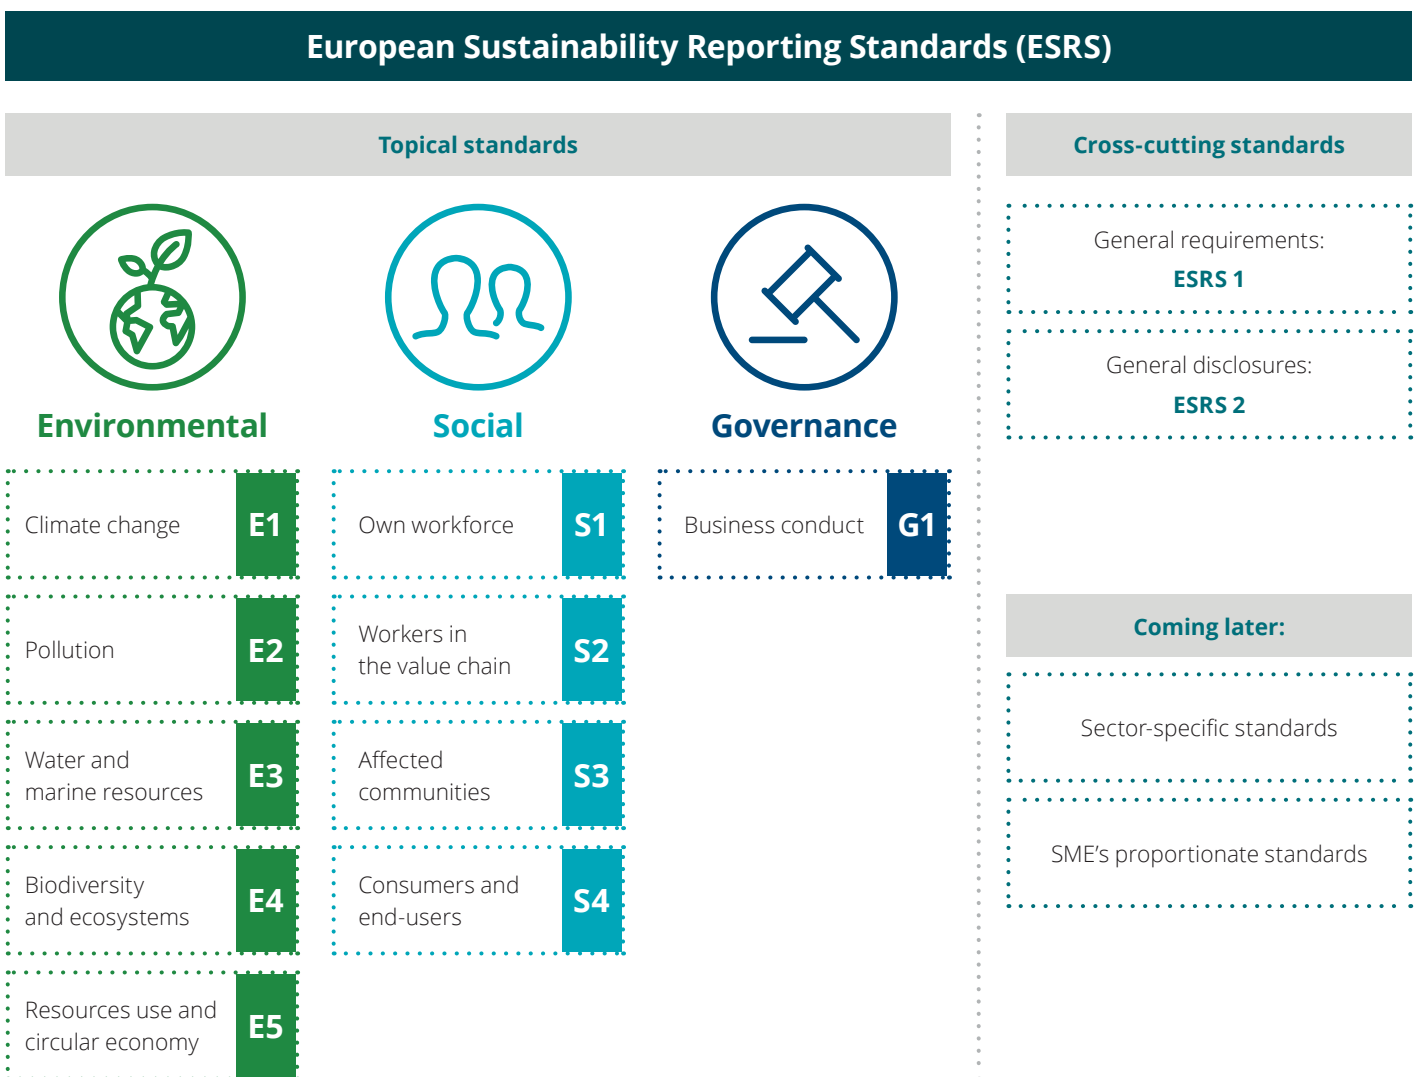 European Sustainability Reporting Standards (ESRS)
Topical standards
Environmental
Climate change
E1
Pollution
E2
Water and
marine resources
E3
Biodiversity
and ecosystems
E4
Resources use and
circular economy
E5
Social
Own workforce
S1
Workers in
the value chain
S2
Affected
communities
S3
Consumers and
end-users
S4
Governance
Business conduct
G1
Cross-cutting standards
General requirements:
ESRS 1
General disclosures:
ESRS 2
Coming later:
Sector-specific standards
SME’s proportionate standards